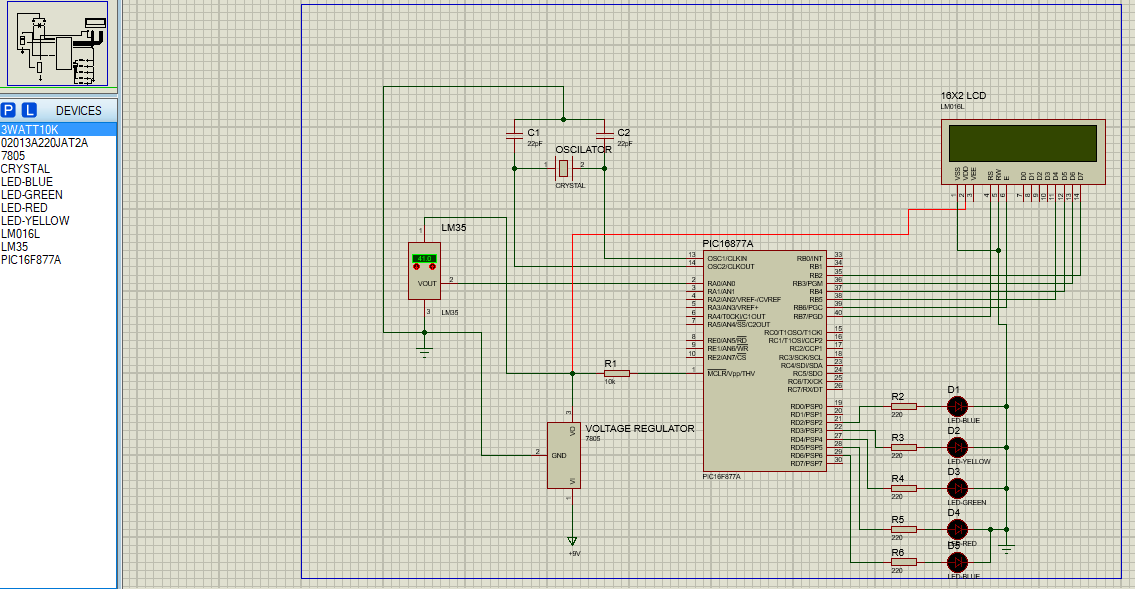 P L DEVICES
3WATT10K
02013A220JAT2A
7805
CRYSTAL
LED-BLUE
LED-GREEN
LED-RED
LED-YELLOW
LM016L
LM35
PIC16F877A
16X2 LCD
LM016L
VSS
VDD
VEE
RS
RW
E
D0
D1
D2
D3
D4
D5
D6
D7
1
2
3
4
5
6
7
8
9
10
11
12
13
14
C1
22pF
C2
22pF
OSCILATOR
1
2
CRYSTAL
LM35
1
VOUT
2
3
LM35
PIC16877A
13 OSC1/CLKIN
14 OSC2/CLKOUT
2 RA0/AN0
3 RA1/AN1
4 RA2/AN2/VREF-/CVREF
5 RA3/AN3/VREF+
6 RA4/T0CKI/C1OUT
7 RA5/AN4/SS/C2OUT
8 RE0/AN5/RD
9 RE1/AN6/WR
10 RE2/AN7/CS
1 MCLR/Vpp/THV
RB0/INT 33
RB1 34
RB2 35
RB3/PGM 36
RB4 37
RB5 38
RB6/PGC 39
RB7/PGD 40
RC0/T1OSO/T1CKI 15
RC1/T1OSI/CCP2 16
RC2/CCP1 17
RC3/SCK/SCL 18
RC4/SDI/SDA 23
RC5/SDO 24
RC6/TX/CK 25
RC7/RX/DT 26
RD0/PSP0 19
RD1/PSP1 20
RD2/PSP2 21
RD3/PSP3 22
RD4/PSP4 27
RD5/PSP5 28
RD6/PSP6 29
RD7/PSP7 30
PIC16F877A
R1
10k
VOLTAGE REGULATOR
7805
3
VO
2
GND
VI
1
+9V
R2
220
D1
LED-BLUE
R3
220
D2
LED-YELLOW
R4
220
D3
LED-GREEN
R5
220
D4
LED-RED
R6
220
D5
LED-BLUE